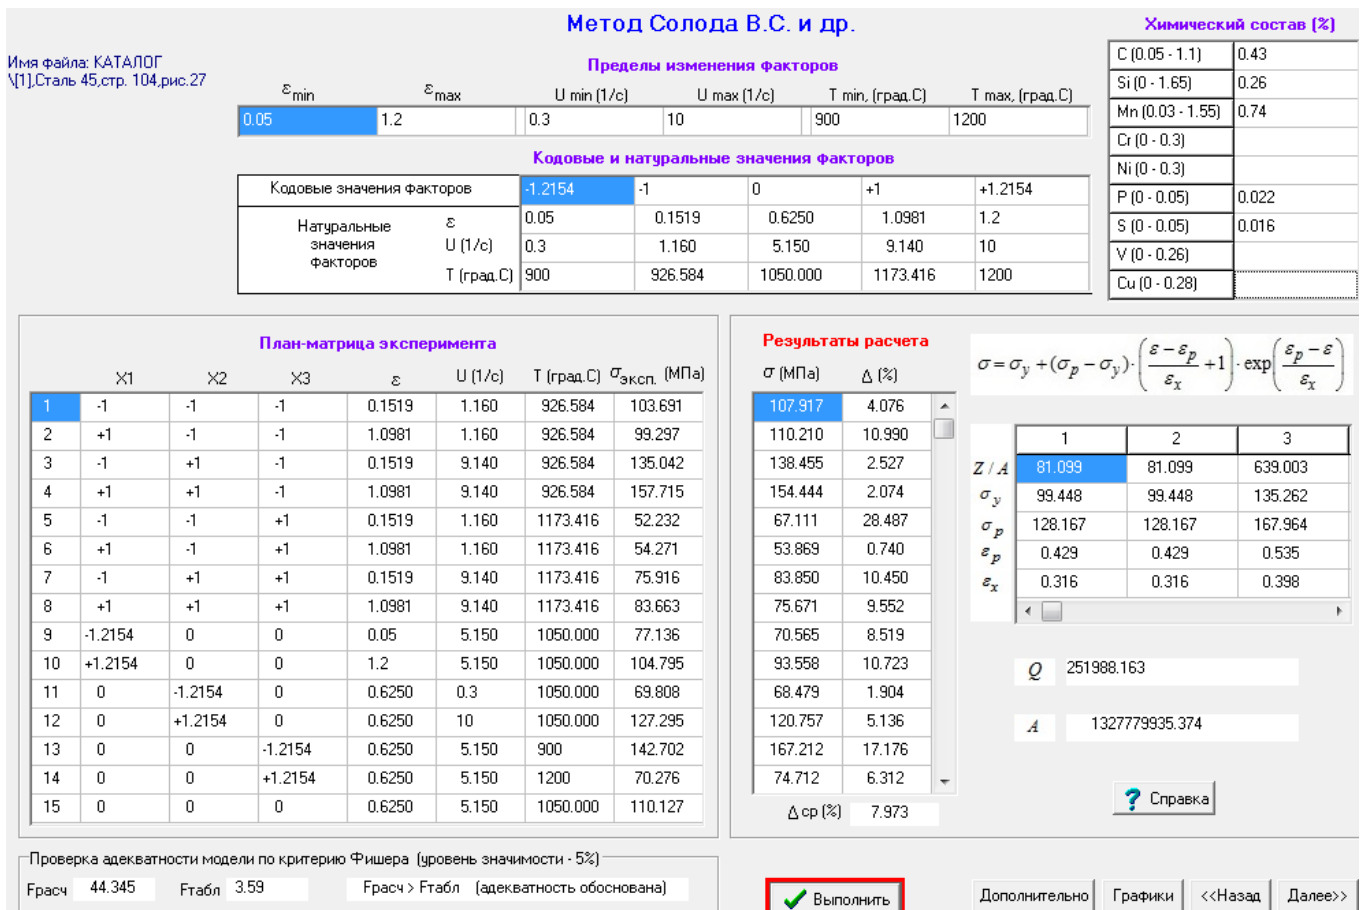 Метод Солода В.С. и др.
Имя файла: КАТАЛОГ
\[1],Сталь 45,стр. 104,рис.27
Пределы изменения факторов
ε min ε max U min (1/c) U max (1/c) T min, (град.C) T max, (град.C)
0.05 1.2 0.3 10 900 1200
Кодовые и натуральные значения факторов
Кодовые значения факторов -1.2154 -1 0 +1 +1.2154
Натуральные значения факторов
ε 0.05 0.1519 0.6250 1.0981 1.2
U (1/c) 0.3 1.160 5.150 9.140 10
T (град.C) 900 926.584 1050.000 1173.416 1200
Химический состав (%)
C (0.05 - 1.1) 0.43
Si (0 - 1.65) 0.26
Mn (0.03 - 1.55) 0.74
Cr (0 - 0.3)
Ni (0 - 0.3)
P (0 - 0.05) 0.022
S (0 - 0.05) 0.016
V (0 - 0.26)
Cu (0 - 0.28)
План-матрица эксперимента
X1 X2 X3 ε U (1/c) T (град.C) σэксп. (МПа)
1 -1 -1 -1 0.1519 1.160 926.584 103.691
2 +1 -1 -1 1.0981 1.160 926.584 99.297
3 -1 +1 -1 0.1519 9.140 926.584 135.042
4 +1 +1 -1 1.0981 9.140 926.584 157.715
5 -1 -1 +1 0.1519 1.160 1173.416 52.232
6 +1 -1 +1 1.0981 1.160 1173.416 54.271
7 -1 +1 +1 0.1519 9.140 1173.416 75.916
8 +1 +1 +1 1.0981 9.140 1173.416 83.663
9 -1.2154 0 0 0.05 5.150 1050.000 77.136
10 +1.2154 0 0 1.2 5.150 1050.000 104.795
11 0 -1.2154 0 0.6250 0.3 1050.000 69.808
12 0 +1.2154 0 0.6250 10 1050.000 127.295
13 0 0 -1.2154 0.6250 5.150 900 142.702
14 0 0 +1.2154 0.6250 5.150 1200 70.276
15 0 0 0 0.6250 5.150 1050.000 110.127
Результаты расчета
σ (МПа) Δ (%)
107.917 4.076
110.210 10.990
138.455 2.527
154.444 2.074
67.111 28.487
53.869 0.740
83.850 10.450
75.671 9.552
70.565 8.519
93.558 10.723
68.479 1.904
120.757 5.136
167.212 17.176
74.712 6.312
Δ ср (%) 7.973
σ = σy + (σp − σy) · ( (ε − εp) / εx + 1 ) · exp( (εp − ε) / εx )
1 2 3
Z / A 81.099 81.099 639.003
σy 99.448 99.448 135.262
σp 128.167 128.167 167.964
εp 0.429 0.429 0.535
εx 0.316 0.316 0.398
Q 251988.163
A 1327779935.374
? Справка
Проверка адекватности модели по критерию Фишера (уровень значимости - 5%)
Fрасч 44.345 Fтабл 3.59 Fрасч > Fтабл (адекватность обоснована)
Выполнить
Дополнительно Графики <<Назад Далее>>